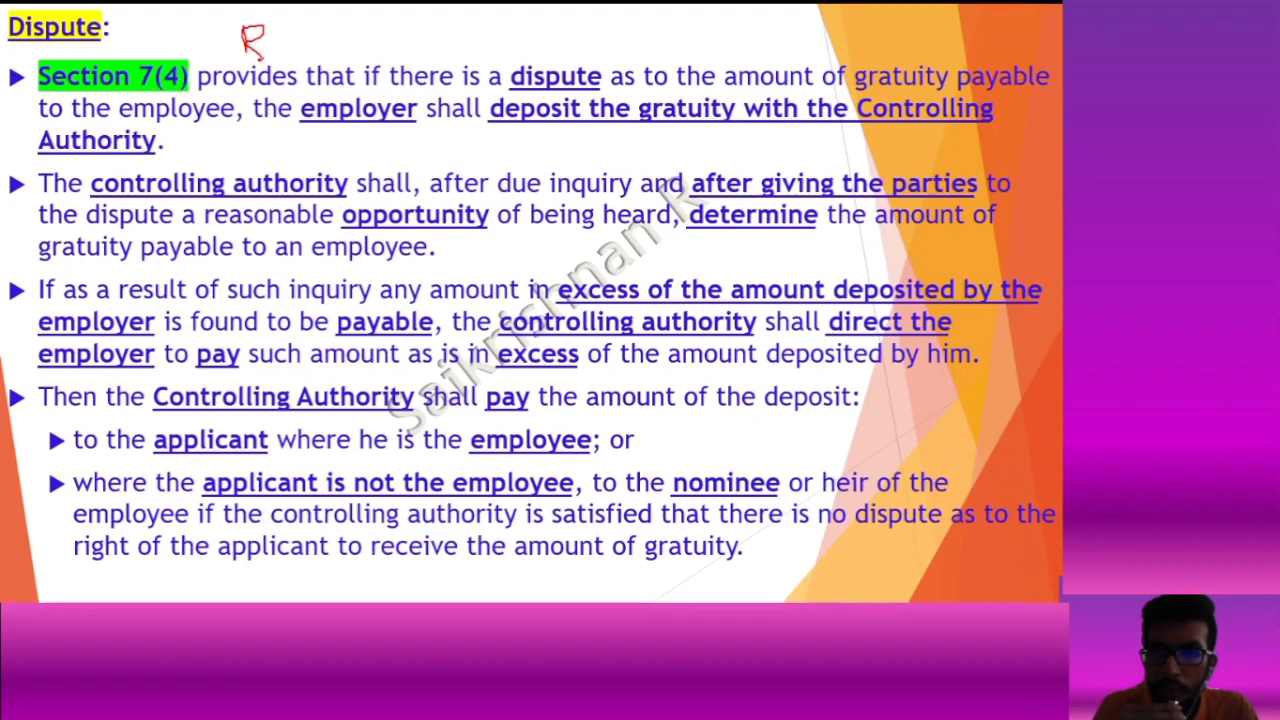 Dispute:
R
Section 7(4) provides that if there is a dispute as to the amount of gratuity payable
to the employee, the employer shall deposit the gratuity with the Controlling
Authority.
The controlling authority shall, after due inquiry and after giving the parties to
the dispute a reasonable opportunity of being heard, determine the amount of
gratuity payable to an employee.
If as a result of such inquiry any amount in excess of the amount deposited by the
employer is found to be payable, the controlling authority shall direct the
employer to pay such amount as is in excess of the amount deposited by him.
Then the Controlling Authority shall pay the amount of the deposit:
to the applicant where he is the employee; or
where the applicant is not the employee, to the nominee or heir of the
employee if the controlling authority is satisfied that there is no dispute as to the
right of the applicant to receive the amount of gratuity.
Saikrishnan R